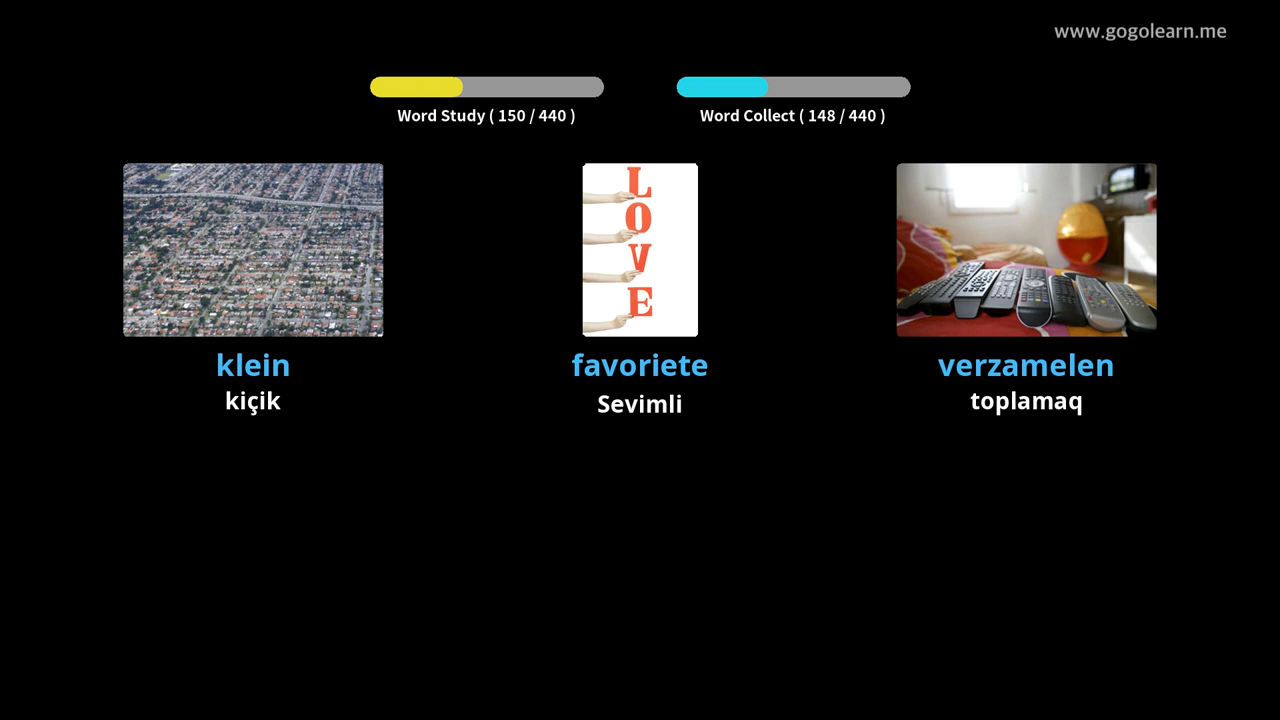 www.gogolearn.me
Word Study ( 150 / 440 )
Word Collect ( 148 / 440 )
L
O
V
E
klein
kiçik
favoriete
Sevimli
verzamelen
toplamaq